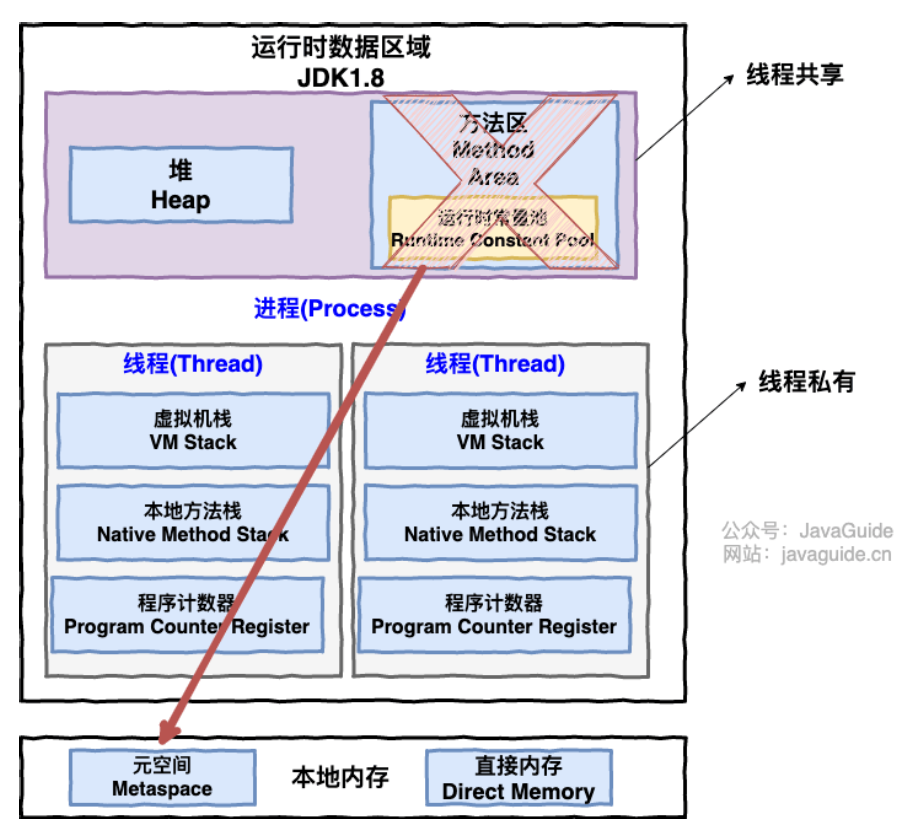 运行时数据区域
JDK1.8
线程共享
堆
Heap
方法区
Method
Area
运行时常量池
Runtime Constant Pool
进程(Process)
线程(Thread)
虚拟机栈
VM Stack
本地方法栈
Native Method Stack
程序计数器
Program Counter Register
线程(Thread)
虚拟机栈
VM Stack
本地方法栈
Native Method Stack
程序计数器
Program Counter Register
线程私有
公众号：JavaGuide
网站：javaguide.cn
元空间
Metaspace
本地内存
直接内存
Direct Memory